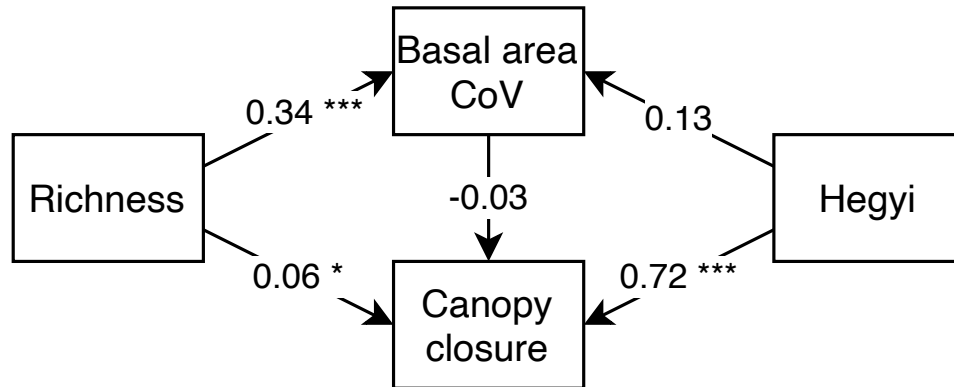 Basal area
CoV
0.34 ***
0.13
Richness
-0.03
Hegyi
0.06 *
0.72 ***
Canopy
closure